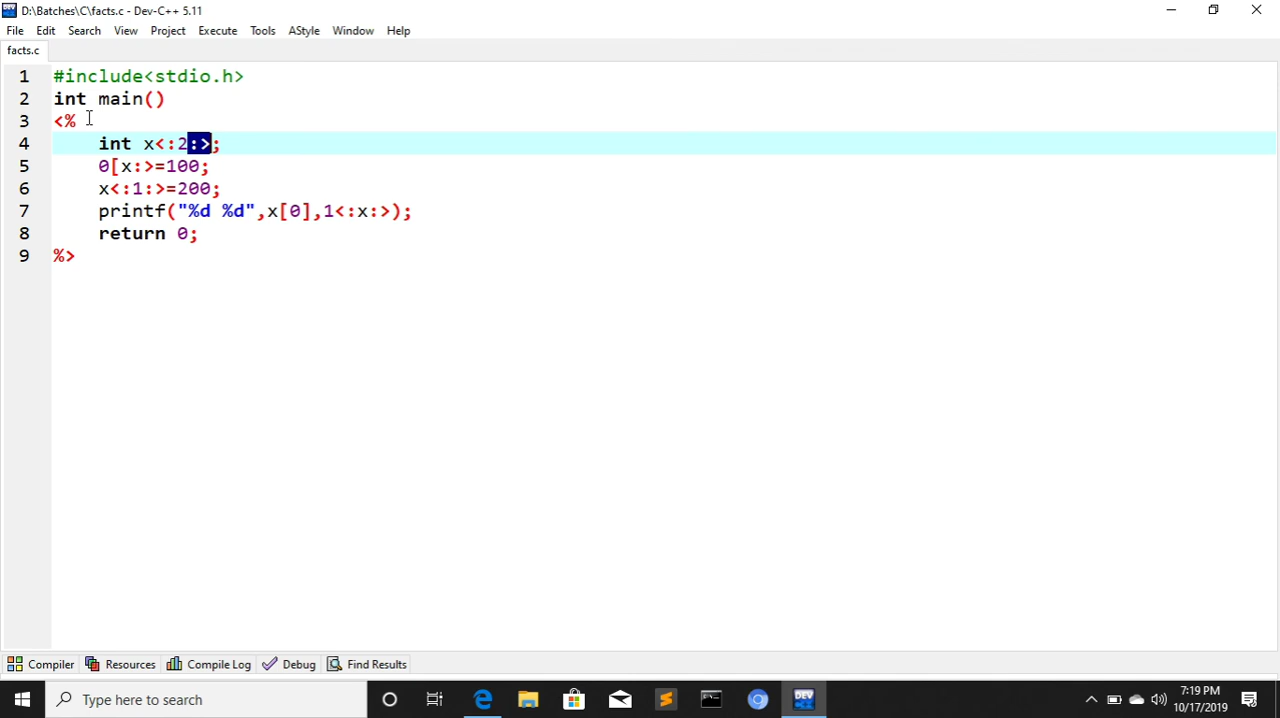 D:\Batches\C\facts.c - Dev-C++ 5.11
File Edit Search View Project Execute Tools AStyle Window Help
facts.c
1 #include<stdio.h>
2 int main()
3 <%
4 int x<:2:>;
5 0[x:>=100;
6 x<:1:>=200;
7 printf("%d %d",x[0],1<:x:>);
8 return 0;
9 %>
Compiler Resources Compile Log Debug Find Results
Type here to search
DEV
7:19 PM
10/17/2019